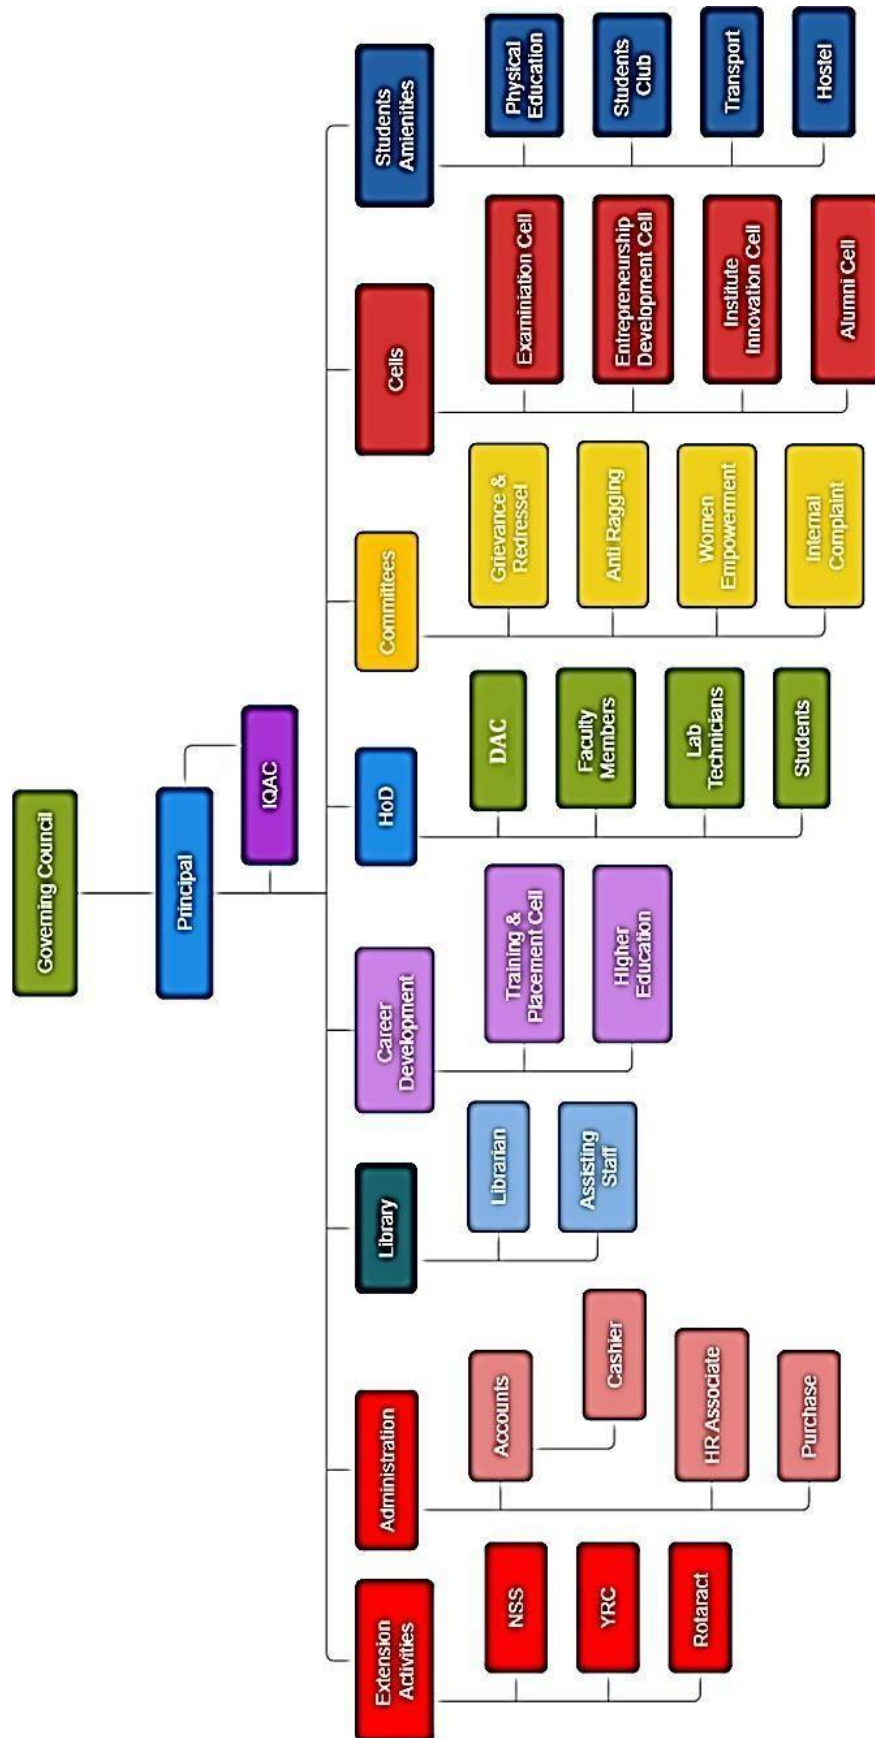 Governing Council
Principal
IQAC
Extension
Activities
NSS
YRC
Rotaract
Administration
Accounts
Cashier
HR Associate
Purchase
Library
Librarian
Assisting
Staff
Career
Development
Training &
Placement Cell
Higher
Education
HoD
DAC
Faculty
Members
Lab
Technicians
Students
Committees
Grievance &
Redressel
Anti Ragging
Women
Empowerment
Internal
Complaint
Cells
Examiniation Cell
Entrepreneurship
Development Cell
Institute
Innovation Cell
Alumni Cell
Students
Amienities
Physical
Education
Students
Club
Transport
Hostel